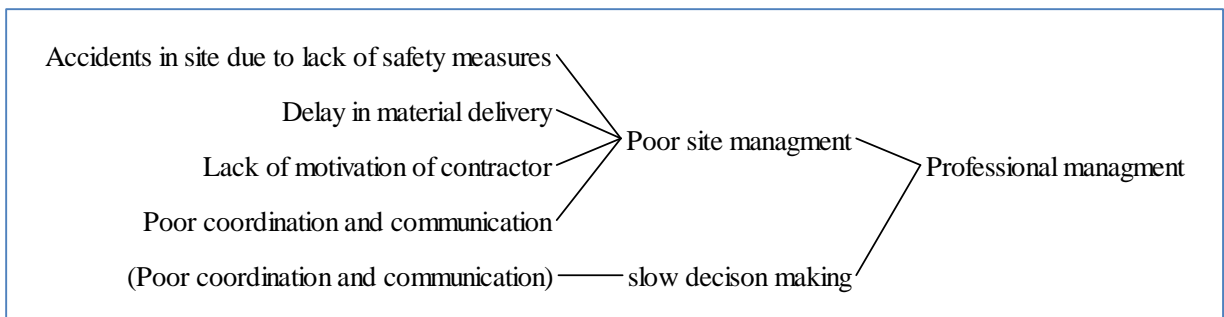 Accidents in site due to lack of safety measures
Delay in material delivery
Lack of motivation of contractor
Poor coordination and communication
(Poor coordination and communication)
Poor site managment
slow decison making
Professional managment